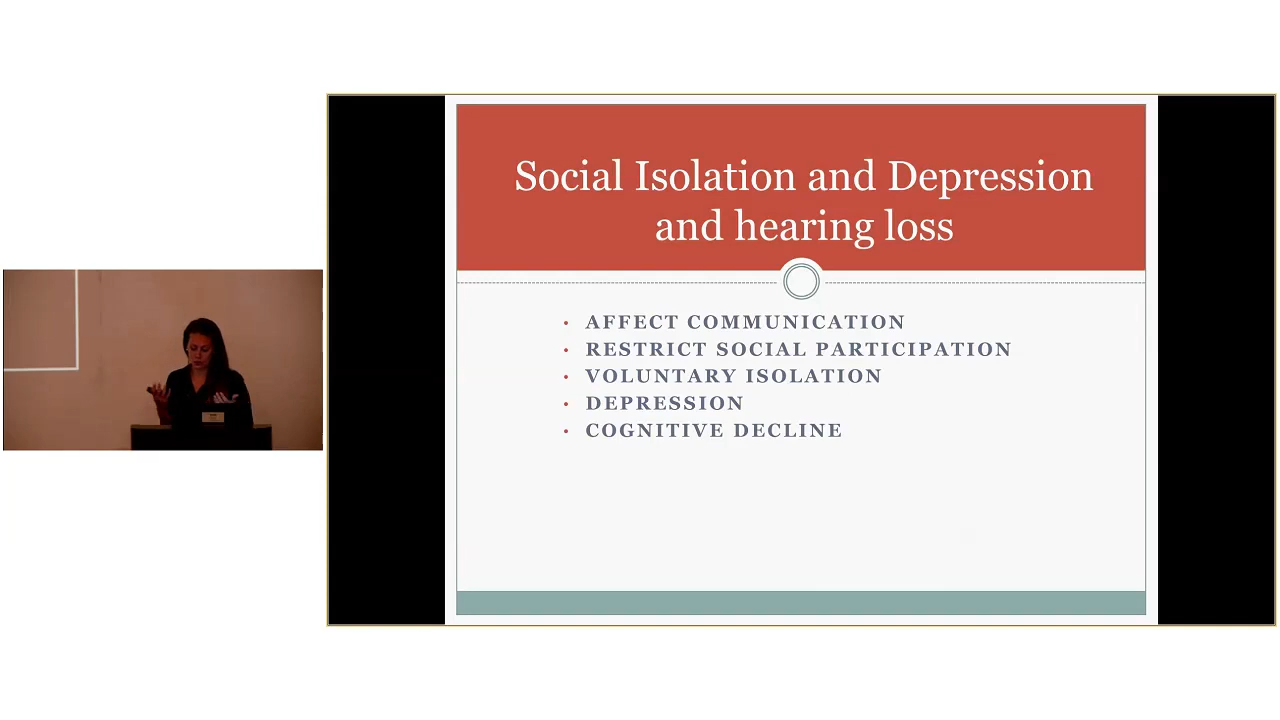 Social Isolation and Depression
and hearing loss
• AFFECT COMMUNICATION
• RESTRICT SOCIAL PARTICIPATION
• VOLUNTARY ISOLATION
• DEPRESSION
• COGNITIVE DECLINE